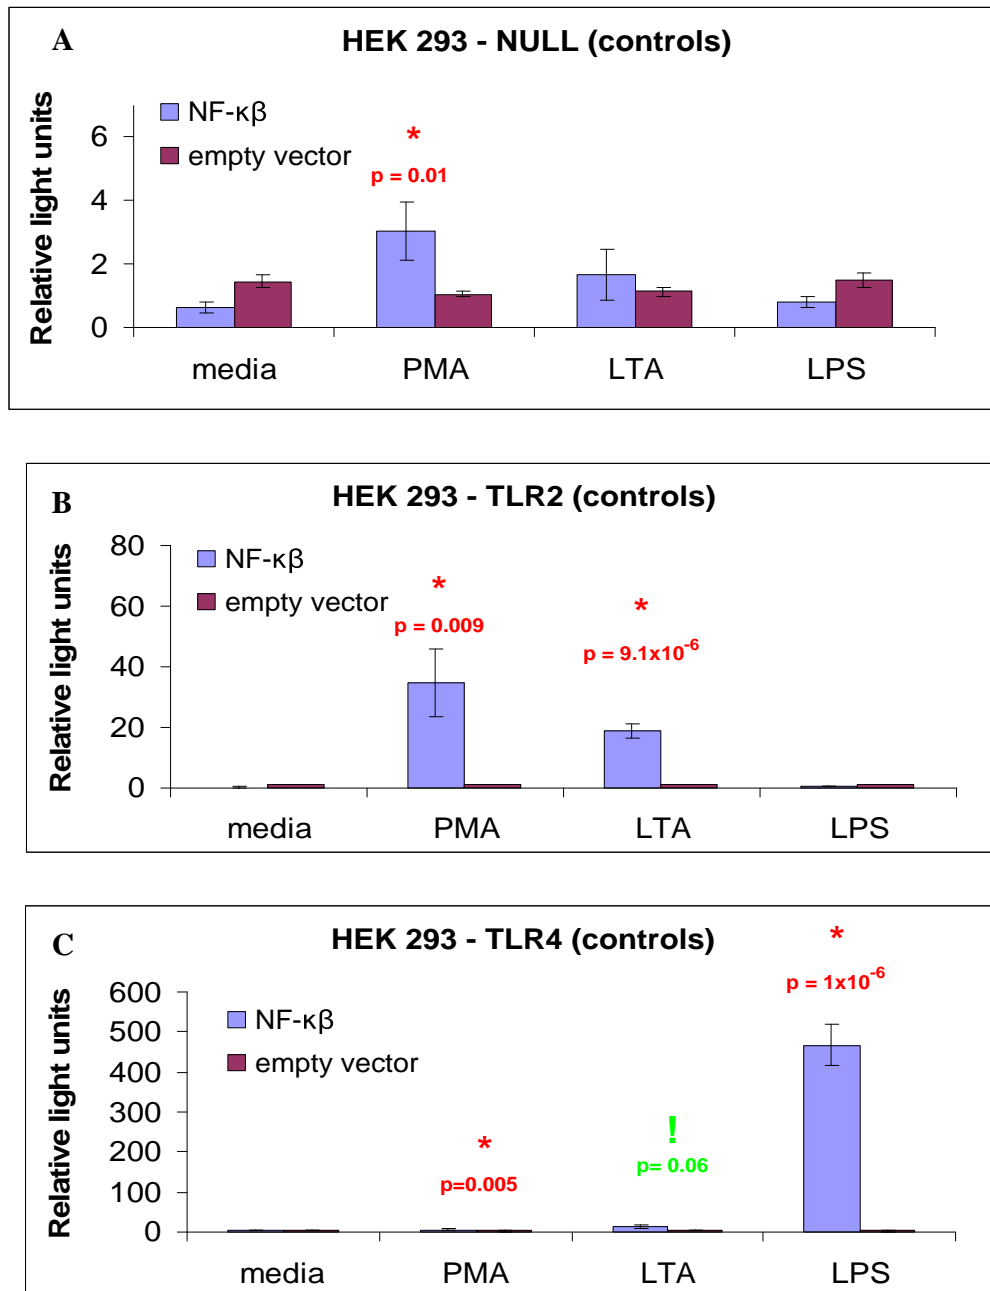 A
HEK 293 - NULL (controls)
Relative light units
NF-κβ
empty vector
6
4
2
0
*
p = 0.01
media PMA LTA LPS
B
HEK 293 - TLR2 (controls)
Relative light units
NF-κβ
empty vector
80
60
40
20
0
*
p = 0.009
*
p = 9.1x10⁻⁶
media PMA LTA LPS
C
HEK 293 - TLR4 (controls)
Relative light units
NF-κβ
empty vector
600
500
400
300
200
100
0
*
p=0.005
!
p= 0.06
*
p = 1x10⁻⁶
media PMA LTA LPS